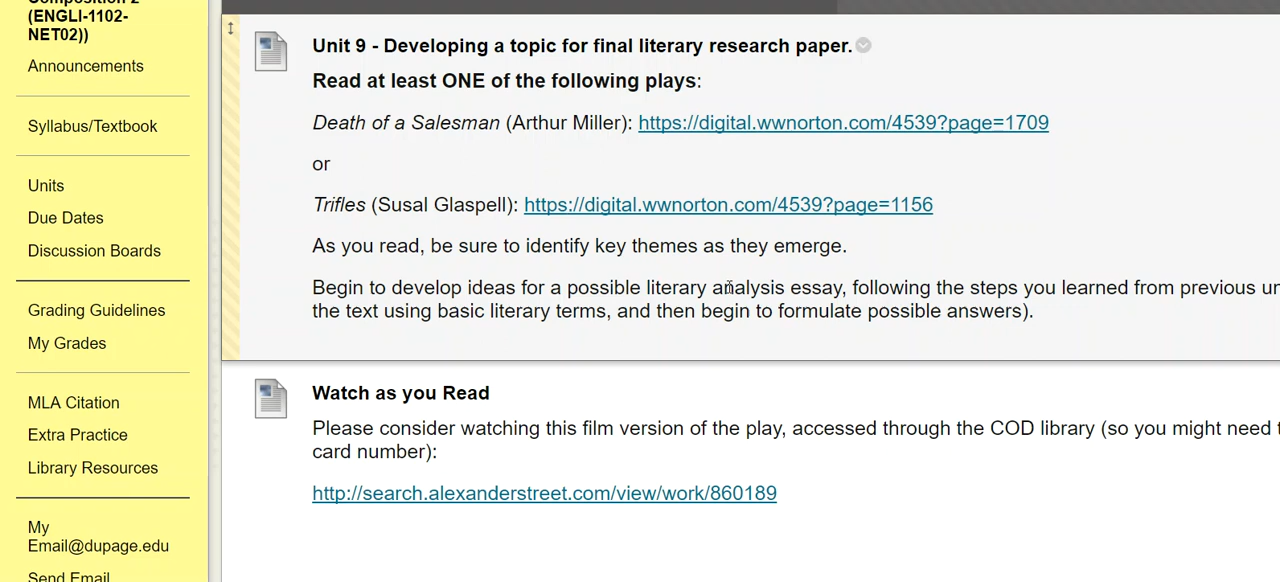 Composition 2
(ENGLI-1102-
NET02))
Announcements
Syllabus/Textbook
Units
Due Dates
Discussion Boards
Grading Guidelines
My Grades
MLA Citation
Extra Practice
Library Resources
My
Email@dupage.edu
Send Email
Unit 9 - Developing a topic for final literary research paper.
Read at least ONE of the following plays:
Death of a Salesman (Arthur Miller): https://digital.wwnorton.com/4539?page=1709
or
Trifles (Susal Glaspell): https://digital.wwnorton.com/4539?page=1156
As you read, be sure to identify key themes as they emerge.
Begin to develop ideas for a possible literary analysis essay, following the steps you learned from previous
the text using basic literary terms, and then begin to formulate possible answers).
Watch as you Read
Please consider watching this film version of the play, accessed through the COD library (so you might need
card number):
http://search.alexanderstreet.com/view/work/860189